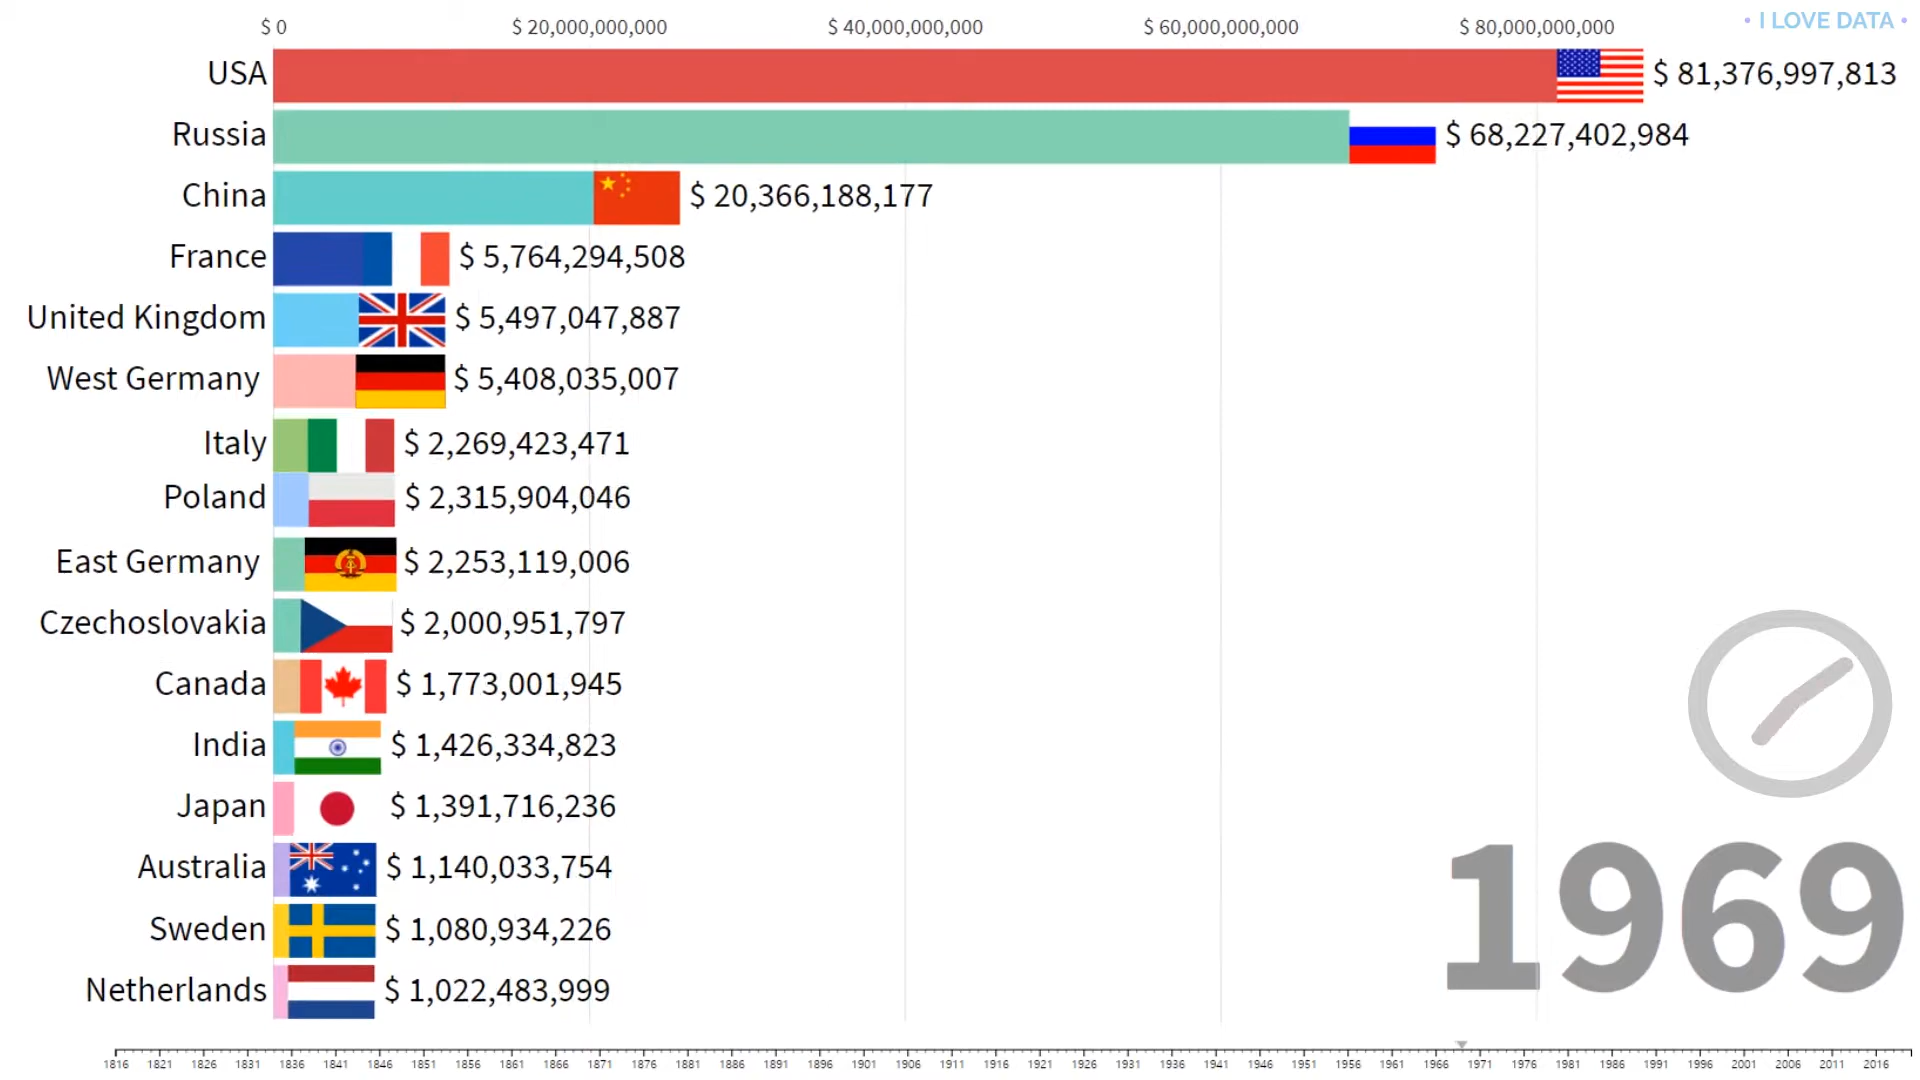 $ 0 $ 20,000,000,000 $ 40,000,000,000 $ 60,000,000,000 $ 80,000,000,000
• I LOVE DATA •
USA $ 81,376,997,813
Russia $ 68,227,402,984
China $ 20,366,188,177
France $ 5,764,294,508
United Kingdom $ 5,497,047,887
West Germany $ 5,408,035,007
Italy $ 2,269,423,471
Poland $ 2,315,904,046
East Germany $ 2,253,119,006
Czechoslovakia $ 2,000,951,797
Canada $ 1,773,001,945
India $ 1,426,334,823
Japan $ 1,391,716,236
Australia $ 1,140,033,754
Sweden $ 1,080,934,226
Netherlands $ 1,022,483,999
1969
1816 1821 1826 1831 1836 1841 1846 1851 1856 1861 1866 1871 1876 1881 1886 1891 1896 1901 1906 1911 1916 1921 1926 1931 1936 1941 1946 1951 1956 1961 1966 1971 1976 1981 1986 1991 1996 2001 2006 2011 2016